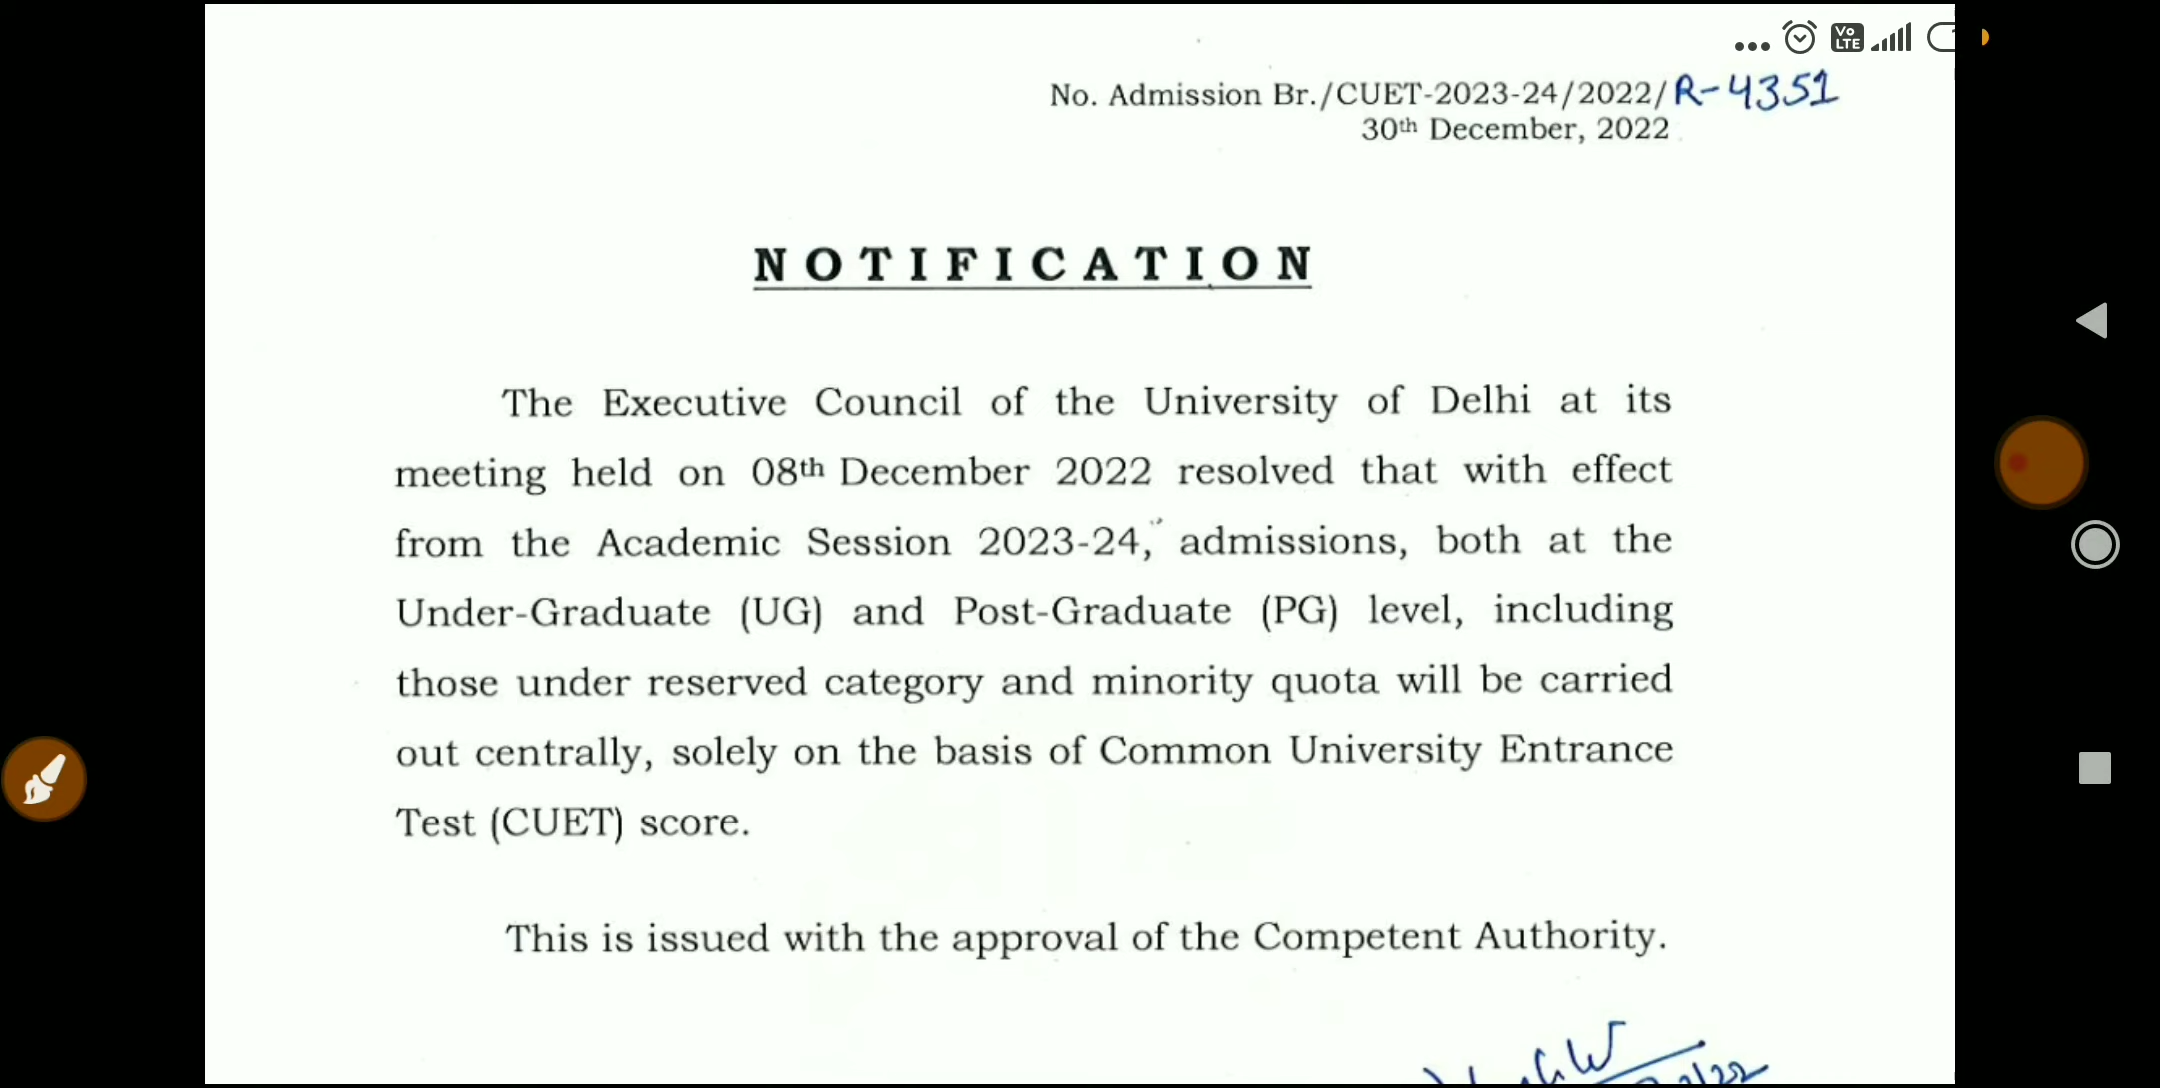 Vo
LTE
No. Admission Br./CUET-2023-24/2022/R-4351
30th December, 2022
NOTIFICATION
The Executive Council of the University of Delhi at its
meeting held on 08th December 2022 resolved that with effect
from the Academic Session 2023-24, admissions, both at the
Under-Graduate (UG) and Post-Graduate (PG) level, including
those under reserved category and minority quota will be carried
out centrally, solely on the basis of Common University Entrance
Test (CUET) score.
This is issued with the approval of the Competent Authority.